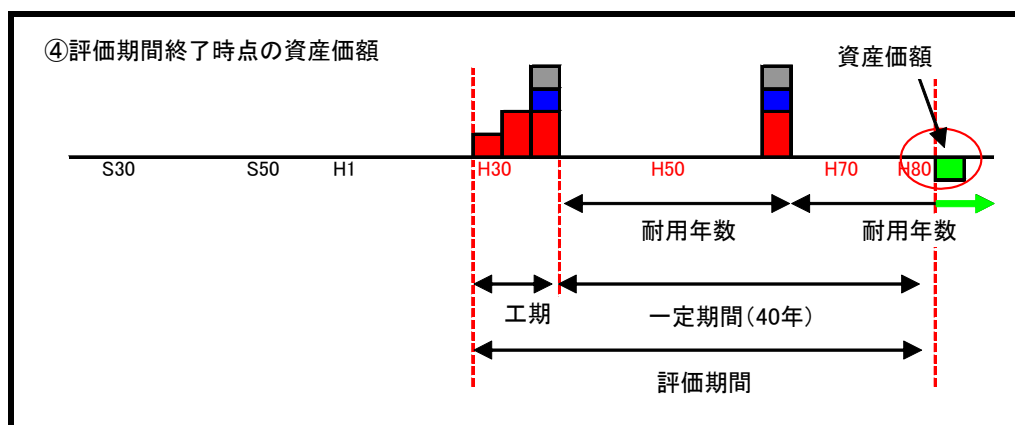 ④評価期間終了時点の資産価額
資産価額
S30 S50 H1 H30 H50 H70 H80
耐用年数 耐用年数
工期 一定期間(40年)
評価期間